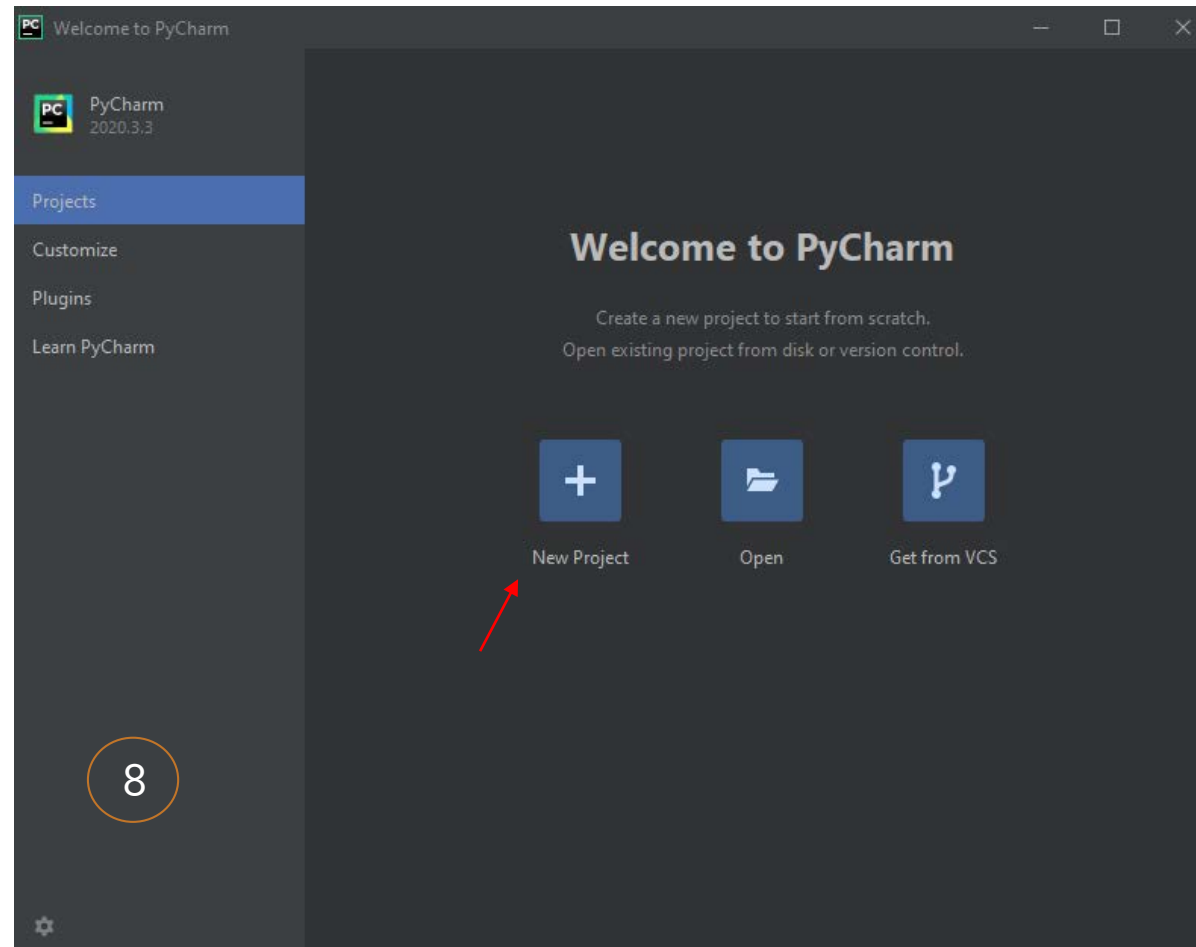 PC Welcome to PyCharm
PC PyCharm
2020.3.3
Projects
Customize
Plugins
Learn PyCharm
Welcome to PyCharm
Create a new project to start from scratch.
Open existing project from disk or version control.
New Project Open Get from VCS
8